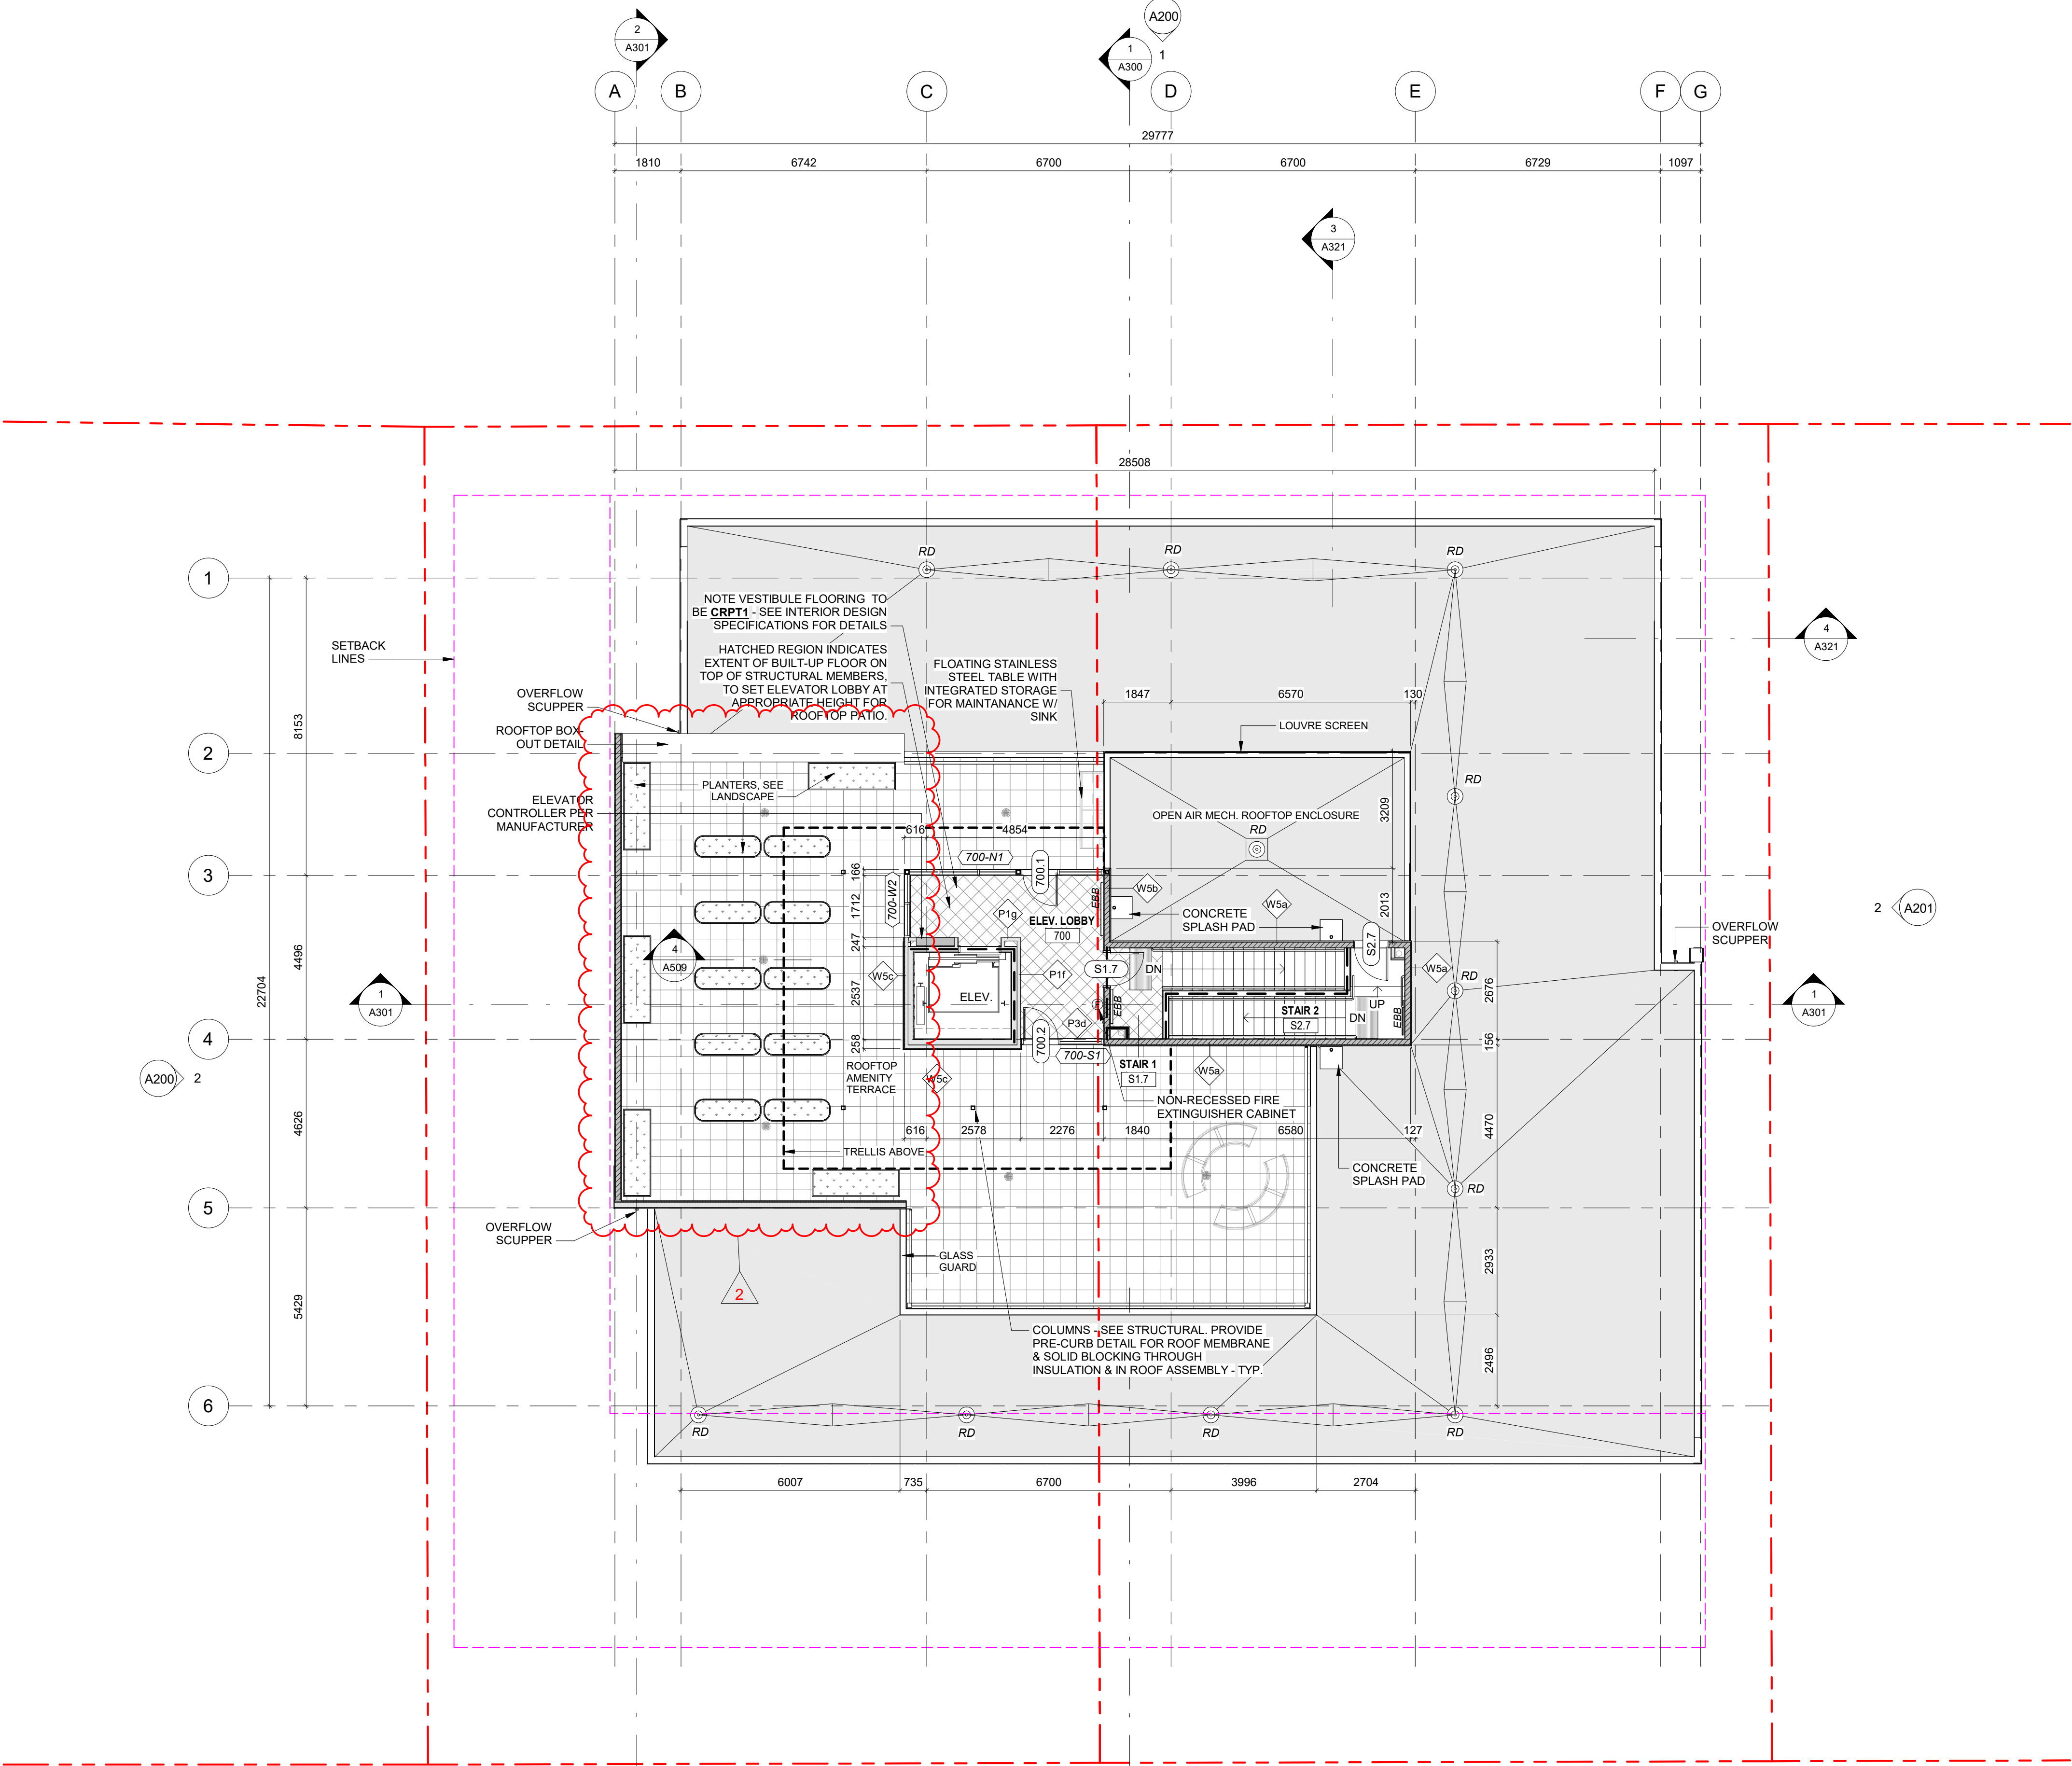 2
A301
1
A300
A200
1
A
B
C
D
E
F
G
29777
1810
6742
6700
6700
6729
1097
3
A321
28508
RD
RD
RD
1
NOTE VESTIBULE FLOORING TO
BE CRPT1 - SEE INTERIOR DESIGN
SPECIFICATIONS FOR DETAILS
SETBACK
LINES
4
A321
HATCHED REGION INDICATES
EXTENT OF BUILT-UP FLOOR ON
TOP OF STRUCTURAL MEMBERS,
TO SET ELEVATOR LOBBY AT
APPROPRIATE HEIGHT FOR
ROOFTOP PATIO.
FLOATING STAINLESS
STEEL TABLE WITH
INTEGRATED STORAGE
FOR MAINTANANCE W/
SINK
1847
6570
130
OVERFLOW
SCUPPER
8153
LOUVRE SCREEN
ROOFTOP BOX-
OUT DETAIL
2
RD
PLANTERS, SEE
LANDSCAPE
ELEVATOR
CONTROLLER PER
MANUFACTURER
3209
OPEN AIR MECH. ROOFTOP ENCLOSURE
RD
616
4854
3
166
700-N1
700.1
1712
700-W2
EBB
W5b
W5a
2013
P1g
CONCRETE
SPLASH PAD
ELEV. LOBBY
700
2
A201
OVERFLOW
SCUPPER
247
S2.7
4
A509
4496
22704
W5c
P1f
S1.7
DN
W5a
RD
2676
1
A301
2537
ELEV.
EBB
UP
1
A301
STAIR 2
S2.7
DN
EBB
P3d
4
258
700.2
700-S1
156
ROOFTOP
AMENITY
TERRACE
W5c
STAIR 1
S1.7
W5a
A200
2
NON-RECESSED FIRE
EXTINGUISHER CABINET
4626
616
2578
2276
1840
6580
127
4470
TRELLIS ABOVE
CONCRETE
SPLASH PAD
RD
5
OVERFLOW
SCUPPER
GLASS
GUARD
2933
2
5429
COLUMNS - SEE STRUCTURAL. PROVIDE
PRE-CURB DETAIL FOR ROOF MEMBRANE
& SOLID BLOCKING THROUGH
INSULATION & IN ROOF ASSEMBLY - TYP.
2496
6
RD
RD
RD
RD
6007
735
6700
3996
2704